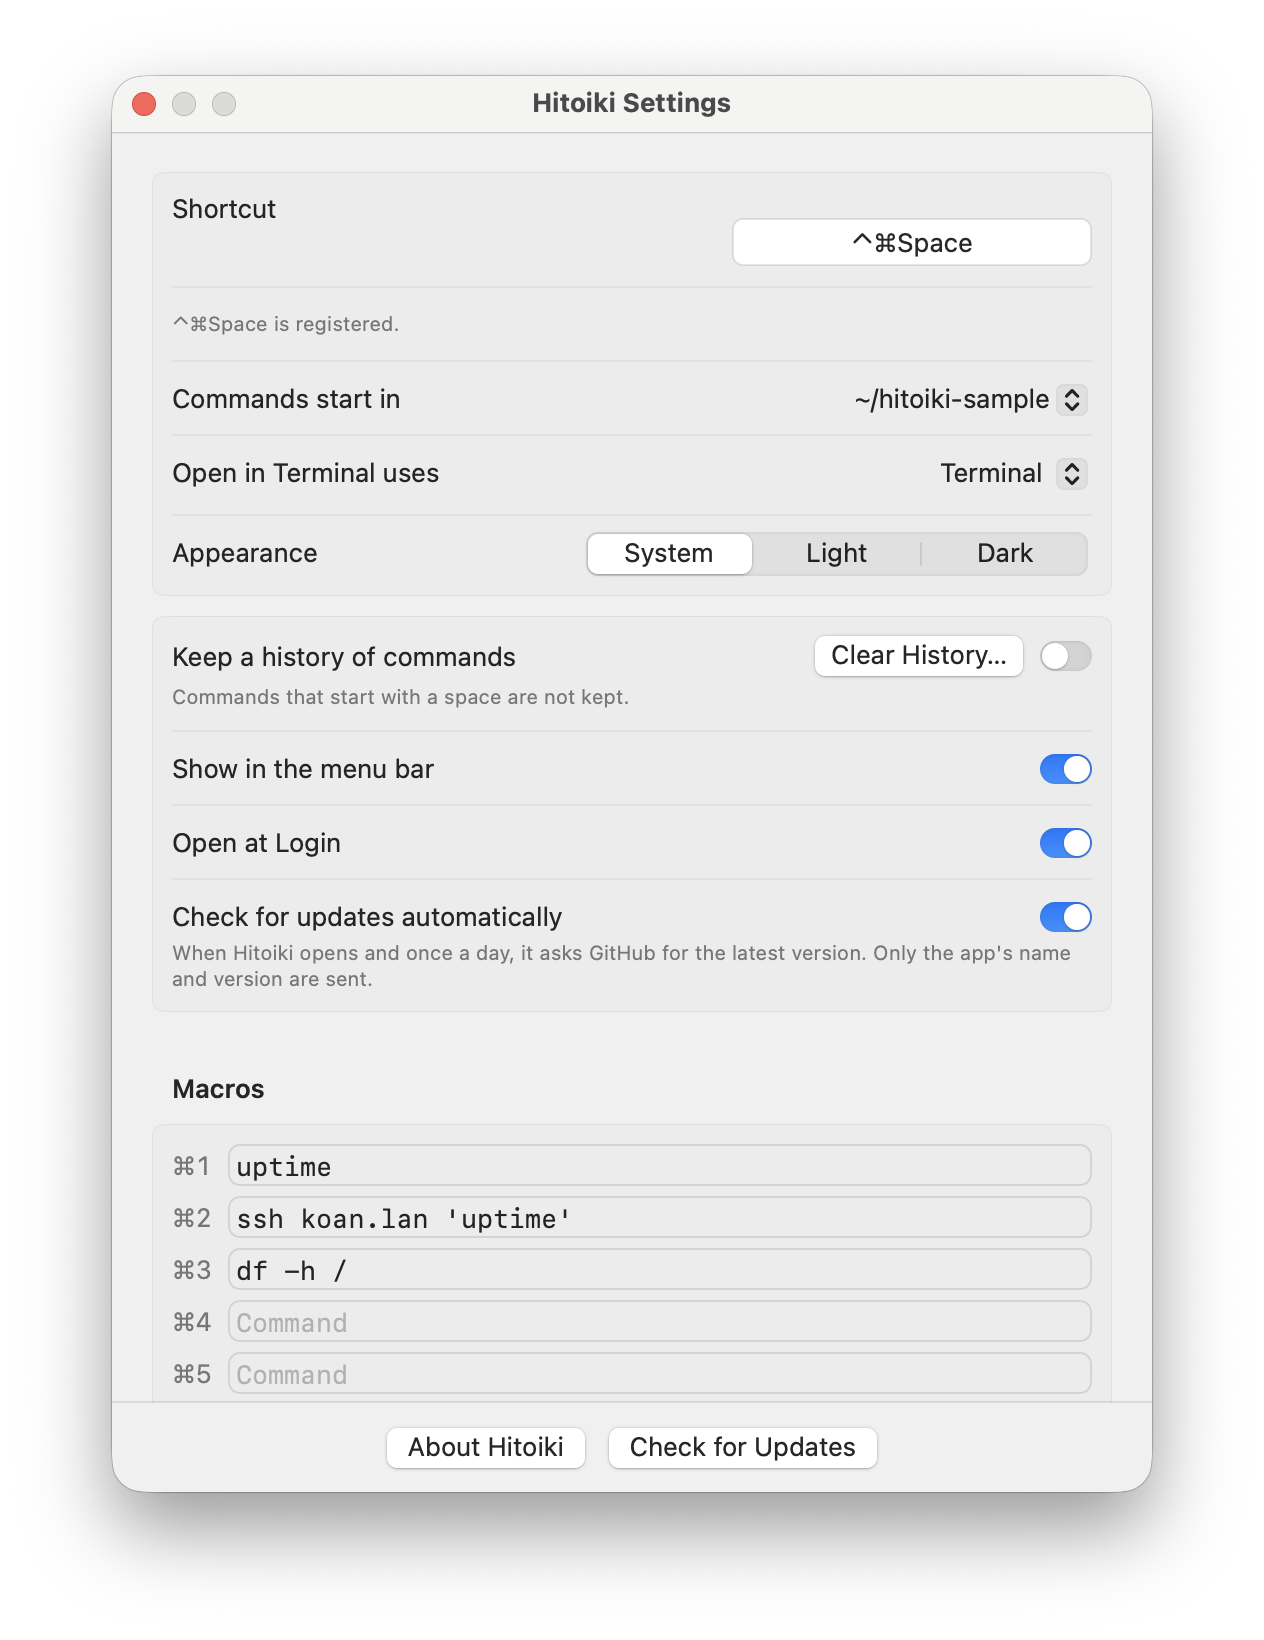 Hitoiki Settings
Shortcut
^⌘Space
^⌘Space is registered.
Commands start in
~/hitoiki-sample
Open in Terminal uses
Terminal
Appearance
System
Light
Dark
Keep a history of commands
Clear History...
Commands that start with a space are not kept.
Show in the menu bar
Open at Login
Check for updates automatically
When Hitoiki opens and once a day, it asks GitHub for the latest version. Only the app's name
and version are sent.
Macros
⌘1 uptime
⌘2 ssh koan.lan 'uptime'
⌘3 df -h /
⌘4 Command
⌘5 Command
About Hitoiki
Check for Updates